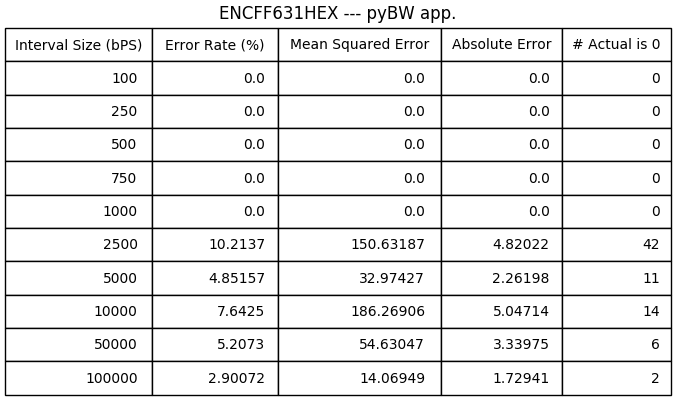 ENCFF631HEX --- pyBW app.
Interval Size (bPS) Error Rate (%) Mean Squared Error Absolute Error # Actual is 0
100 0.0 0.0 0.0 0
250 0.0 0.0 0.0 0
500 0.0 0.0 0.0 0
750 0.0 0.0 0.0 0
1000 0.0 0.0 0.0 0
2500 10.2137 150.63187 4.82022 42
5000 4.85157 32.97427 2.26198 11
10000 7.6425 186.26906 5.04714 14
50000 5.2073 54.63047 3.33975 6
100000 2.90072 14.06949 1.72941 2